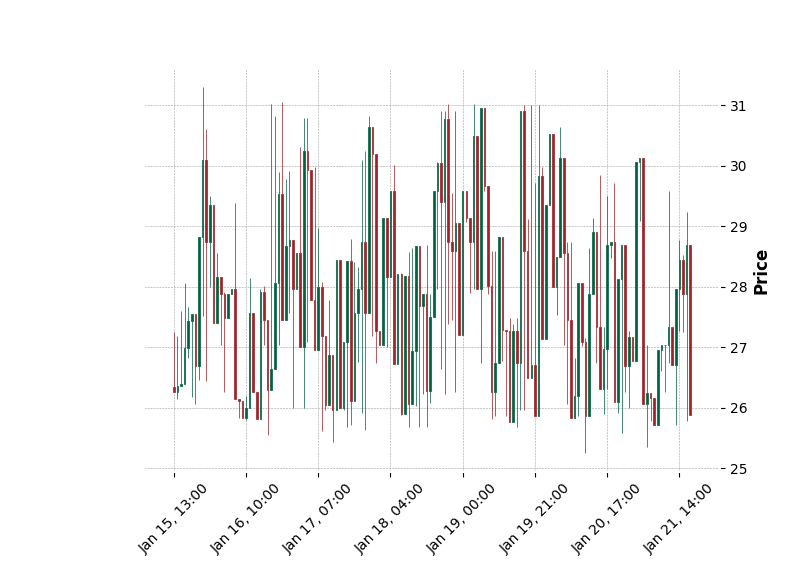 31
30
29
28
27
26
25
Price
Jan 15, 13:00
Jan 16, 10:00
Jan 17, 07:00
Jan 18, 04:00
Jan 19, 00:00
Jan 19, 21:00
Jan 20, 17:00
Jan 21, 14:00